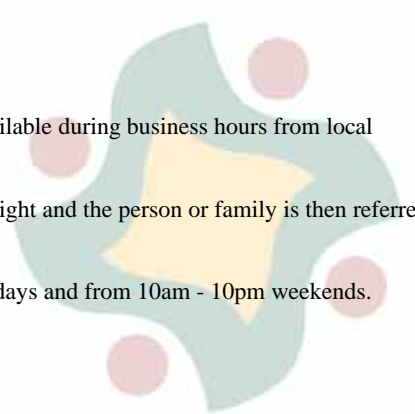 ilable during business hours from local
ight and the person or family is then referre
days and from 10am - 10pm weekends.